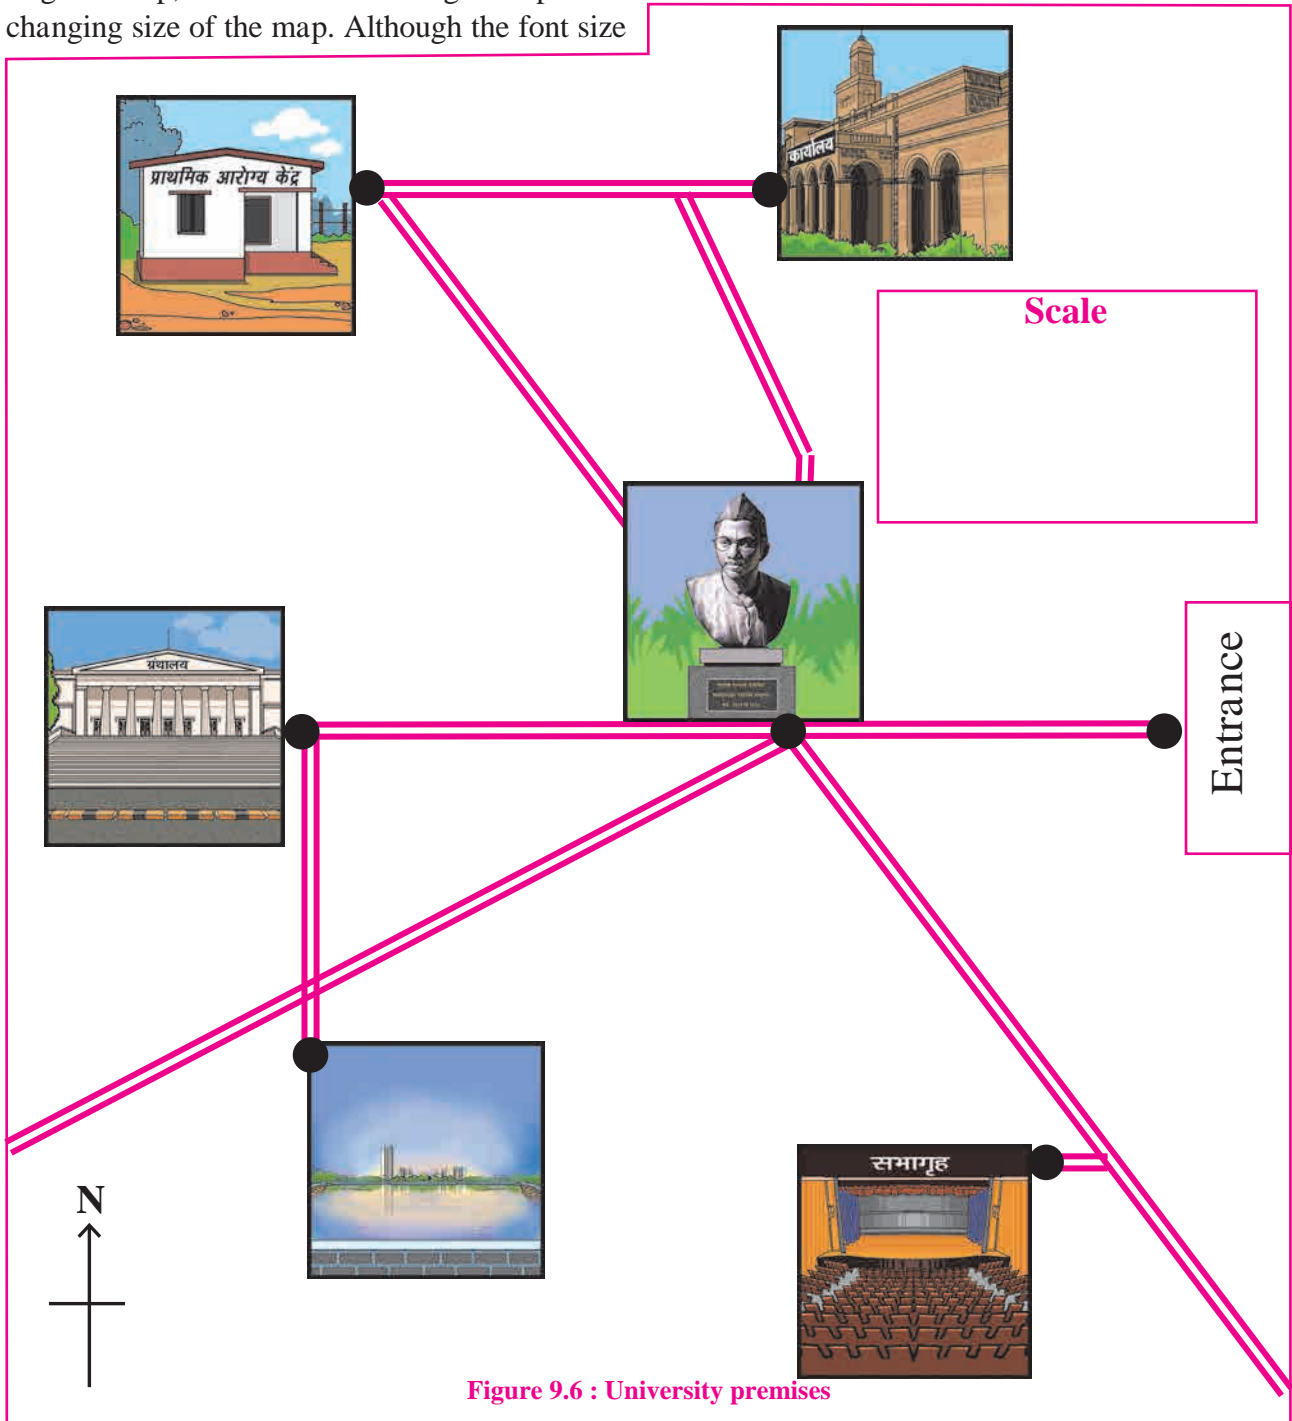 changing size of the map. Although the font size
कार्यालय
प्राथमिक आरोग्य केंद्र
Scale
ग्रंथालय
Entrance
सभागृह
N
Figure 9.6 : University premises